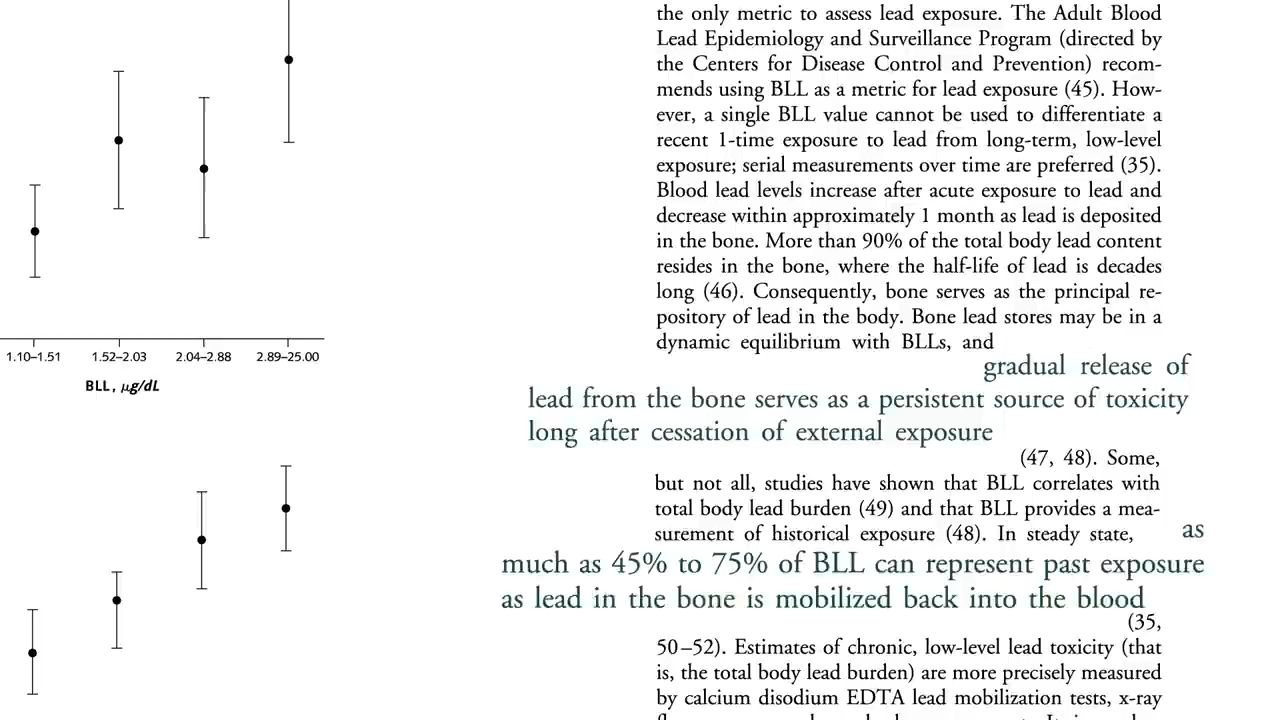 1.10–1.51 1.52–2.03 2.04–2.88 2.89–25.00
BLL, μg/dL
the only metric to assess lead exposure. The Adult Blood
Lead Epidemiology and Surveillance Program (directed by
the Centers for Disease Control and Prevention) recom-
mends using BLL as a metric for lead exposure (45). How-
ever, a single BLL value cannot be used to differentiate a
recent 1-time exposure to lead from long-term, low-level
exposure; serial measurements over time are preferred (35).
Blood lead levels increase after acute exposure to lead and
decrease within approximately 1 month as lead is deposited
in the bone. More than 90% of the total body lead content
resides in the bone, where the half-life of lead is decades
long (46). Consequently, bone serves as the principal re-
pository of lead in the body. Bone lead stores may be in a
dynamic equilibrium with BLLs, and
gradual release of
lead from the bone serves as a persistent source of toxicity
long after cessation of external exposure
(47, 48). Some,
but not all, studies have shown that BLL correlates with
total body lead burden (49) and that BLL provides a mea-
surement of historical exposure (48). In steady state,
as
much as 45% to 75% of BLL can represent past exposure
as lead in the bone is mobilized back into the blood
(35,
50–52). Estimates of chronic, low-level lead toxicity (that
is, the total body lead burden) are more precisely measured
by calcium disodium EDTA lead mobilization tests, x-ray